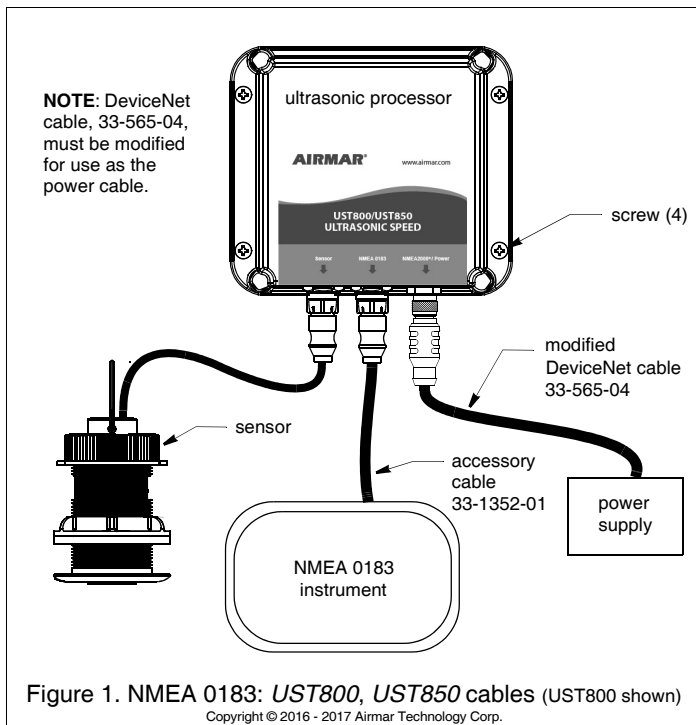 NOTE: DeviceNet
cable, 33-565-04,
must be modified
for use as the
power cable.
ultrasonic processor
AIRMAR®
www.airmar.com
UST800/UST850
ULTRASONIC SPEED
Sensor
NMEA 0183
NMEA2000® / Power
screw (4)
modified
DeviceNet cable
33-565-04
sensor
accessory
cable
33-1352-01
power
supply
NMEA 0183
instrument
Figure 1. NMEA 0183: UST800, UST850 cables (UST800 shown)
Copyright © 2016 - 2017 Airmar Technology Corp.